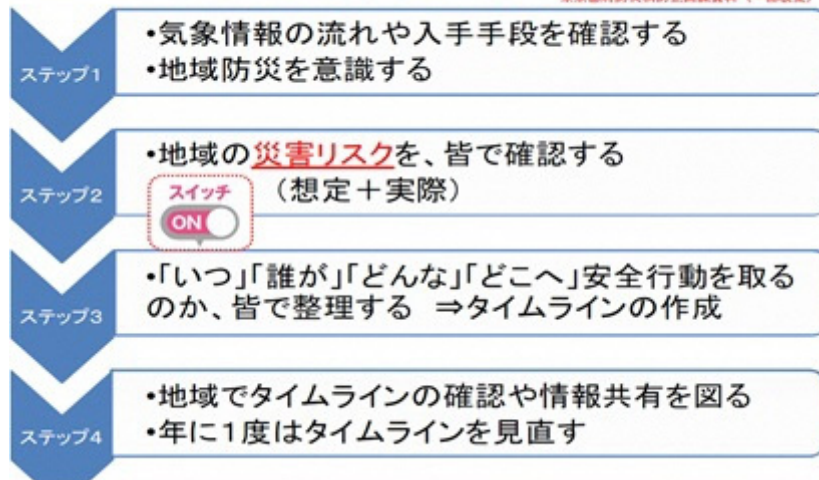 ステップ1
・気象情報の流れや入手手段を確認する
・地域防災を意識する
ステップ2
・地域の災害リスクを、皆で確認する
（想定＋実際）
スイッチ
ON
ステップ3
・「いつ」「誰が」「どんな」「どこへ」安全行動を取る
のか、皆で整理する ⇒タイムラインの作成
ステップ4
・地域でタイムラインの確認や情報共有を図る
・年に1度はタイムラインを見直す